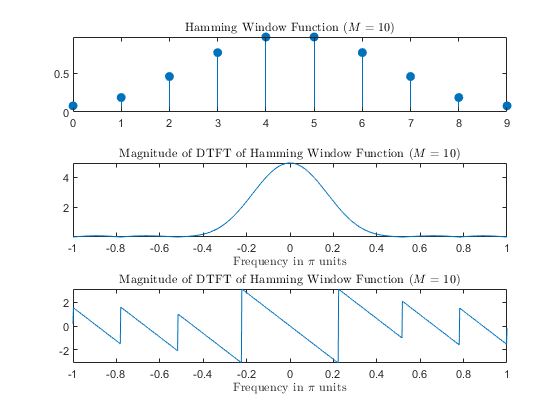 Hamming Window Function (M = 10)
0.5
0
0 1 2 3 4 5 6 7 8 9
Magnitude of DTFT of Hamming Window Function (M = 10)
4
2
-1 -0.8 -0.6 -0.4 -0.2 0 0.2 0.4 0.6 0.8 1
Frequency in π units
Magnitude of DTFT of Hamming Window Function (M = 10)
2
0
-2
-1 -0.8 -0.6 -0.4 -0.2 0 0.2 0.4 0.6 0.8 1
Frequency in π units